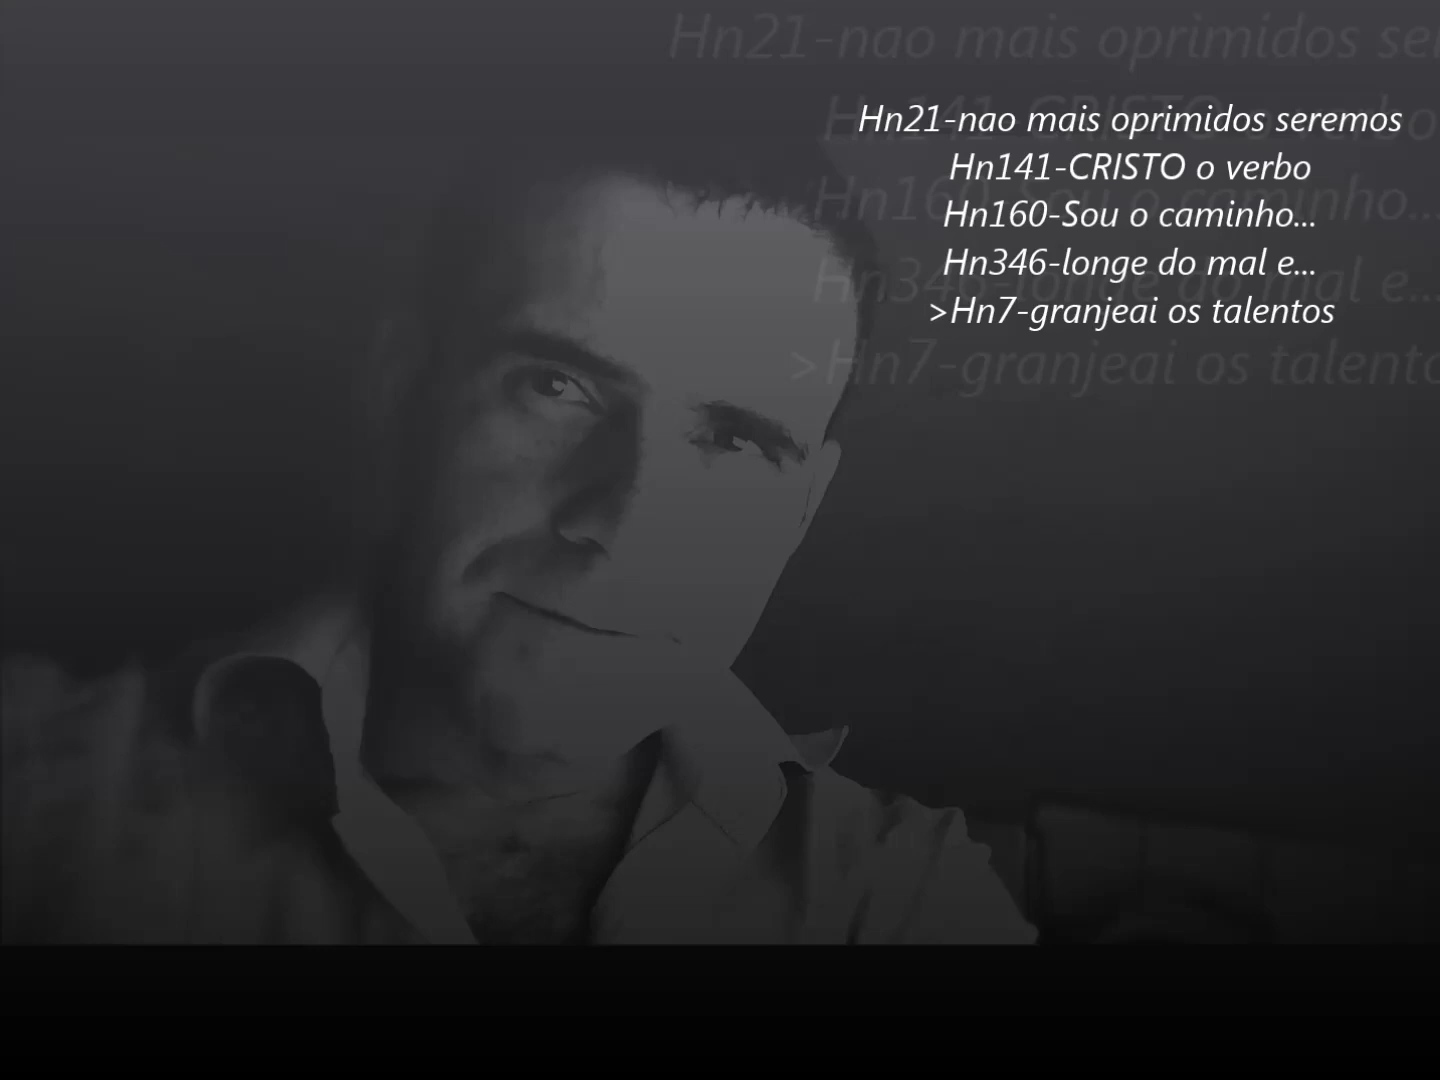 Hn21-nao mais oprimidos seremos
Hn141-CRISTO o verbo
Hn160-Sou o caminho...
Hn346-longe do mal e...
>Hn7-granjeai os talentos